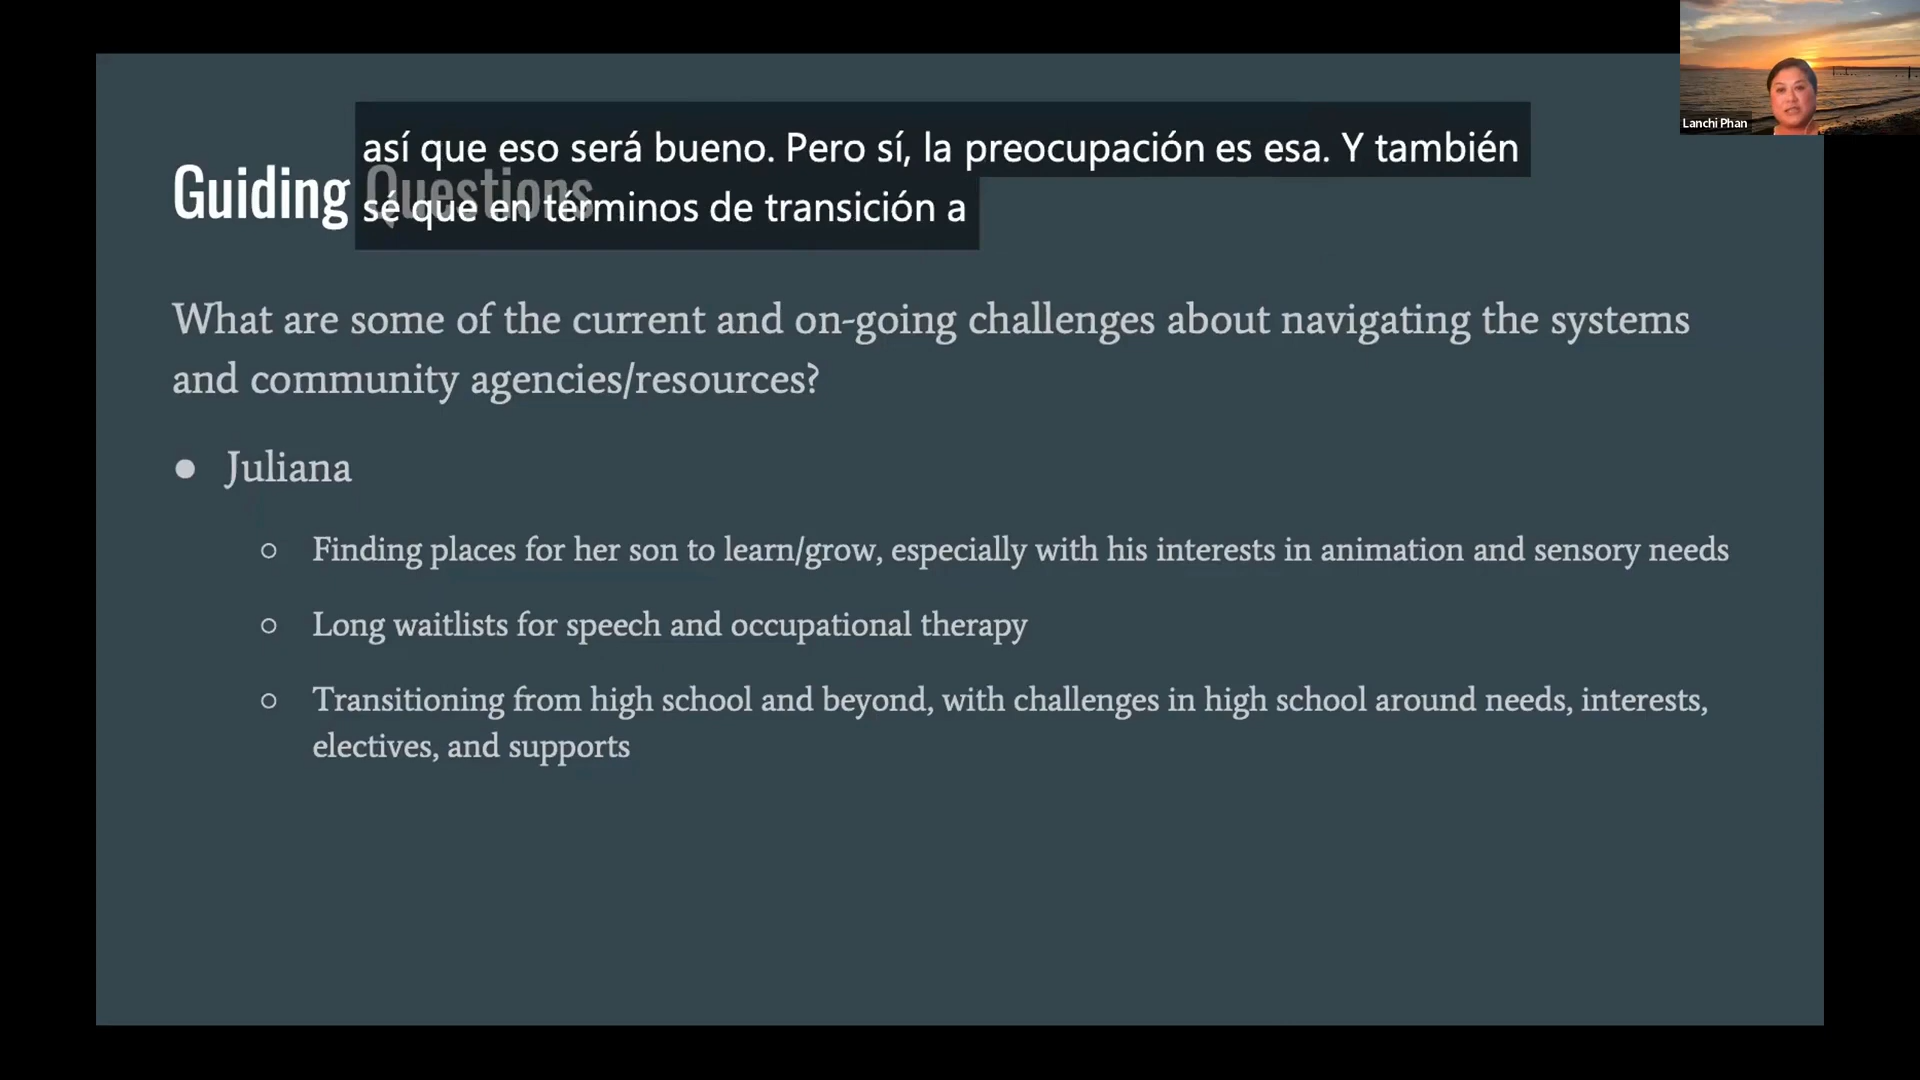 Lanchi Phan
así que eso será bueno. Pero sí, la preocupación es esa. Y también
sé que en términos de transición a
Guiding Questions
What are some of the current and on-going challenges about navigating the systems
and community agencies/resources?
● Juliana
○ Finding places for her son to learn/grow, especially with his interests in animation and sensory needs
○ Long waitlists for speech and occupational therapy
○ Transitioning from high school and beyond, with challenges in high school around needs, interests,
electives, and supports